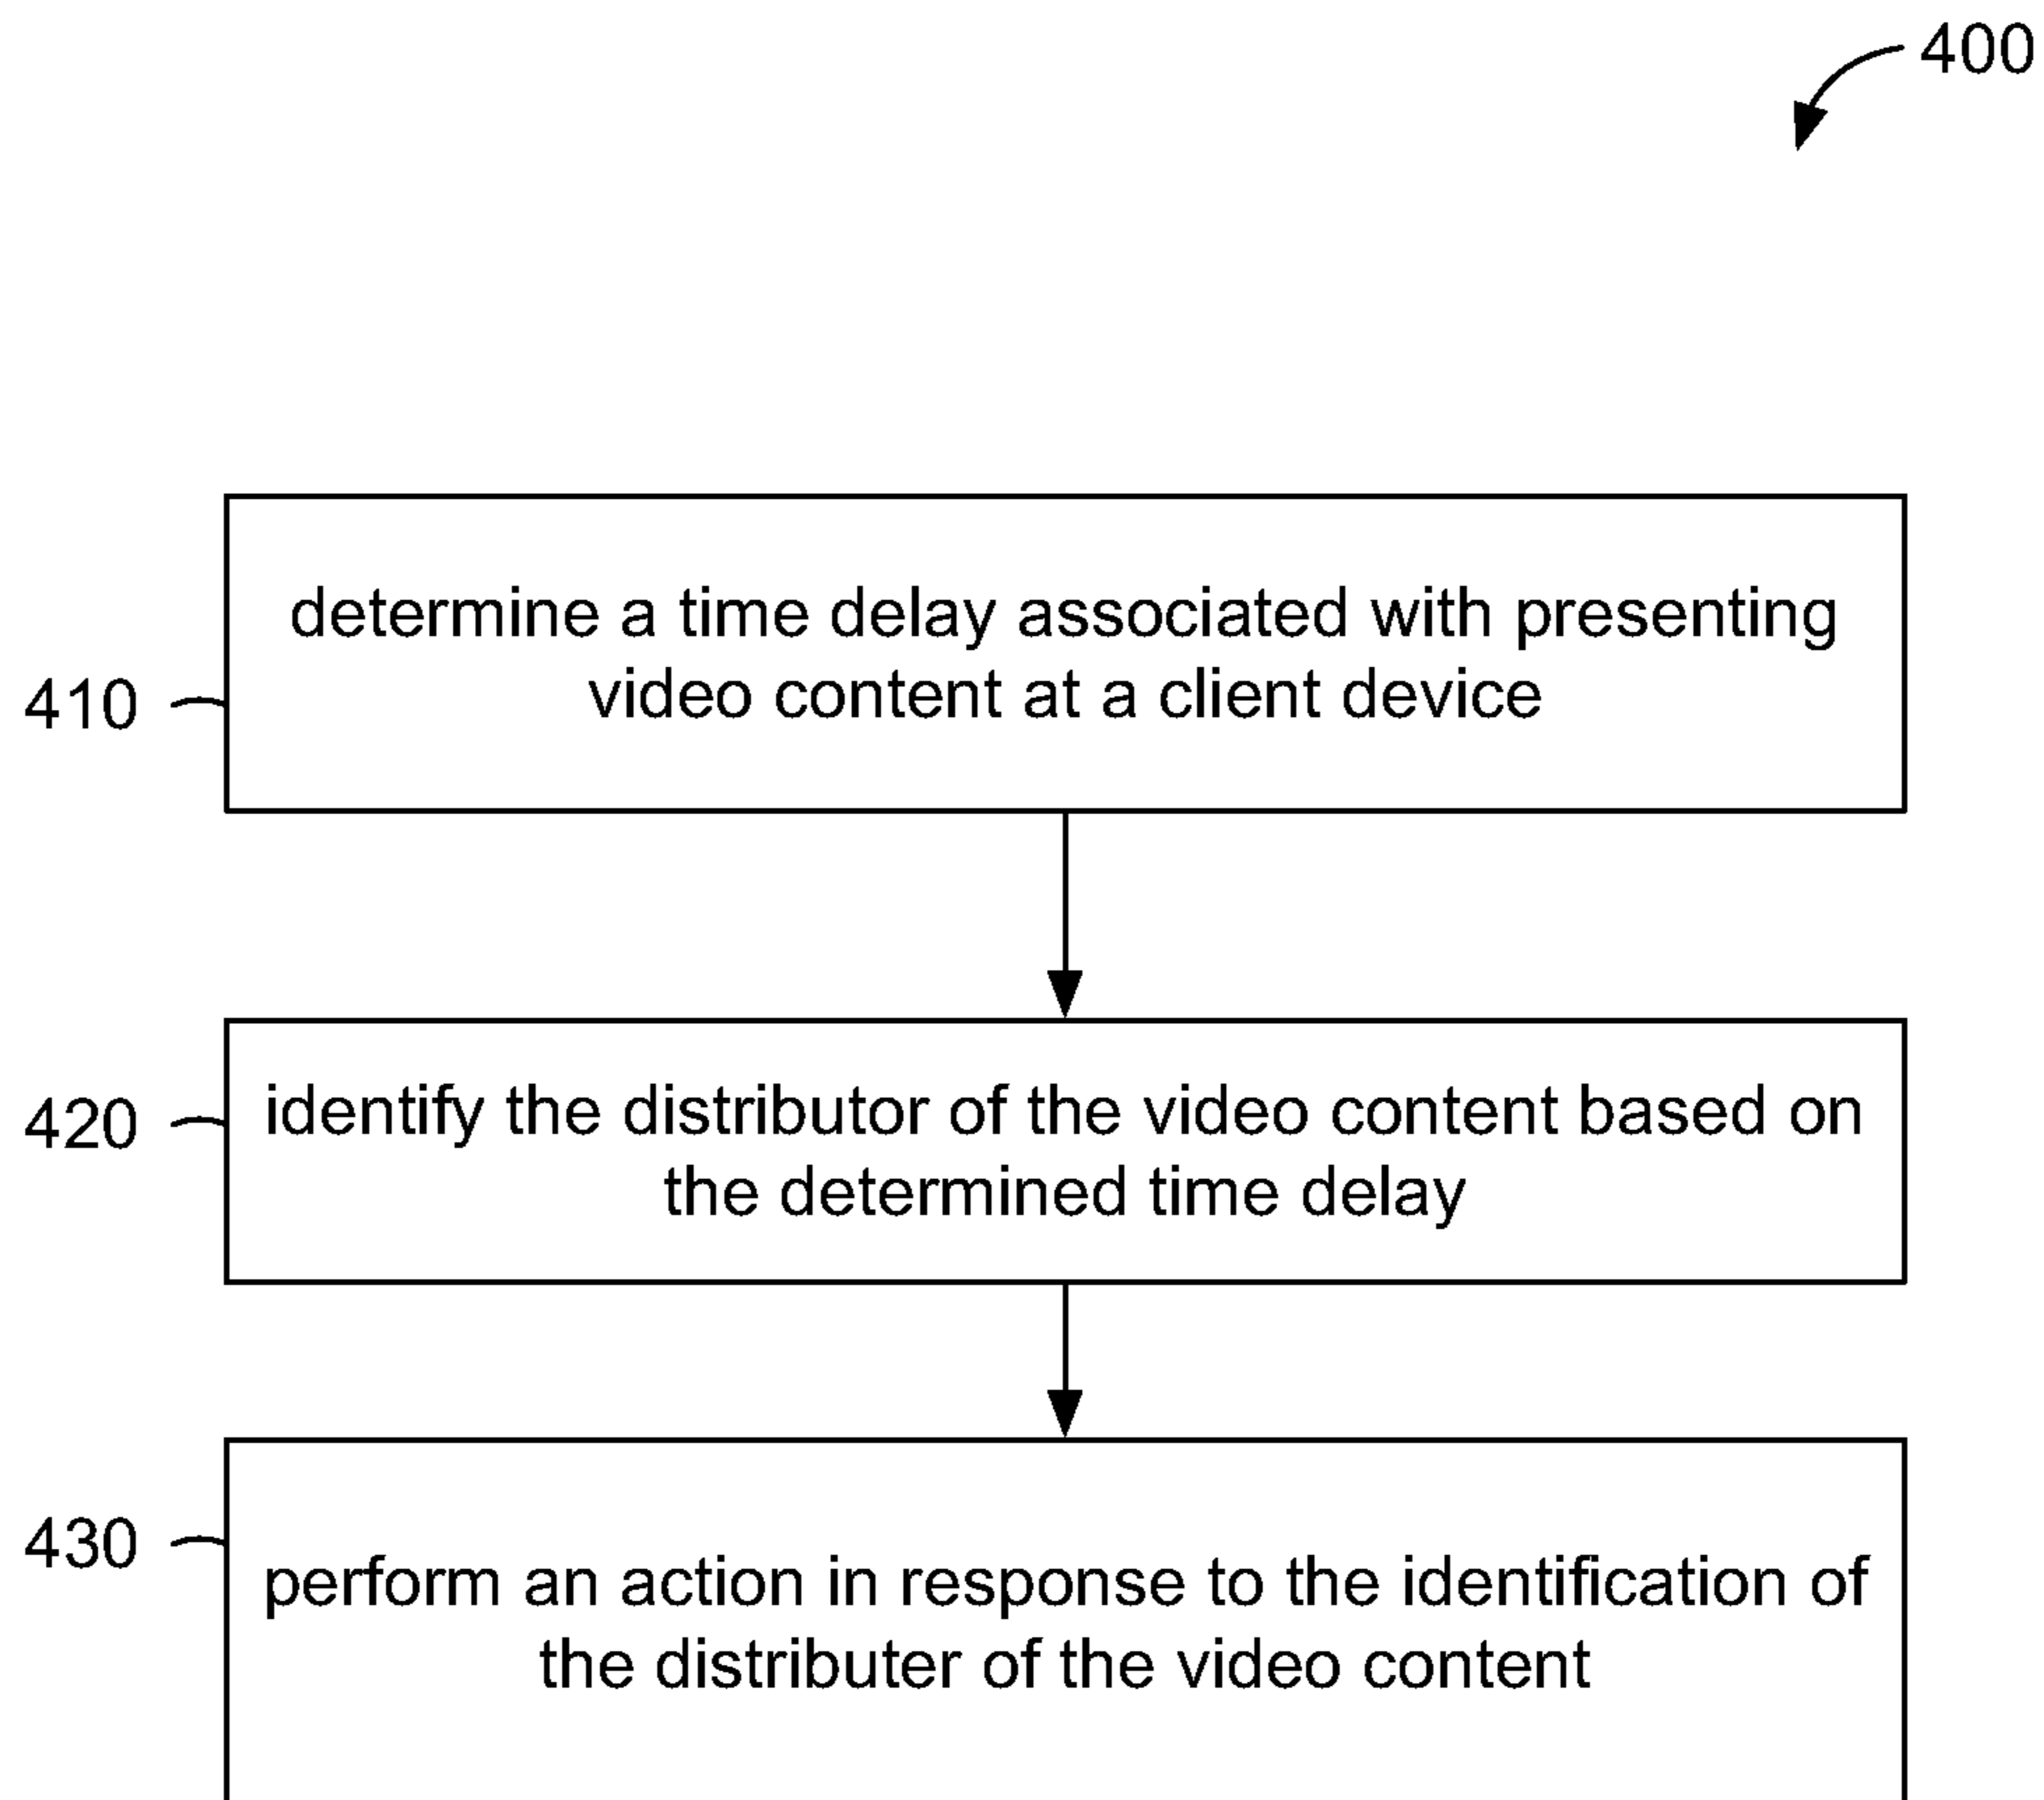 400
determine a time delay associated with presenting
video content at a client device
410
420
identify the distributor of the video content based on
the determined time delay
430
perform an action in response to the identification of
the distributer of the video content